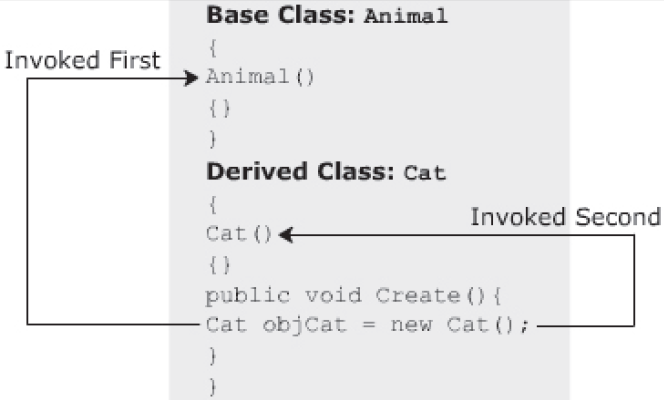 Base Class: Animal
{
Invoked First
Animal()
{}
}
Derived Class: Cat
{
Invoked Second
Cat()
{}
public void Create(){
Cat objCat = new Cat();
}
}